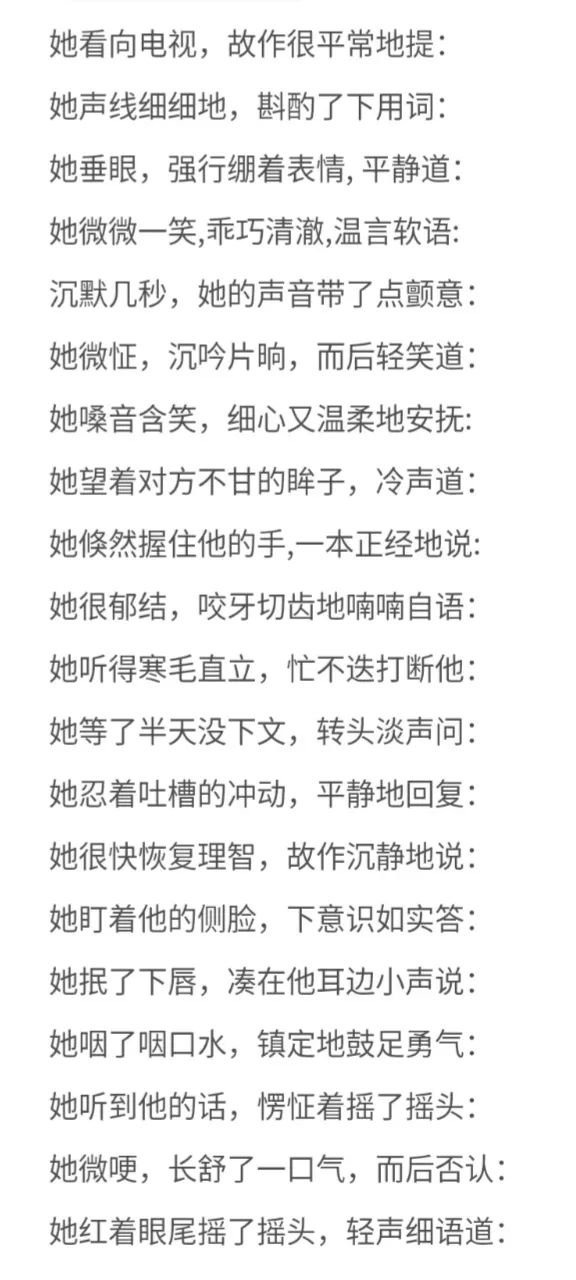 她看向电视，故作很平常地提：
她声线细细地，斟酌了下用词：
她垂眼，强行绷着表情, 平静道：
她微微一笑,乖巧清澈,温言软语:
沉默几秒，她的声音带了点颤意：
她微怔，沉吟片晌，而后轻笑道：
她嗓音含笑，细心又温柔地安抚:
她望着对方不甘的眸子，冷声道：
她倏然握住他的手,一本正经地说:
她很郁结，咬牙切齿地喃喃自语：
她听得寒毛直立，忙不迭打断他：
她等了半天没下文，转头淡声问：
她忍着吐槽的冲动，平静地回复：
她很快恢复理智，故作沉静地说：
她盯着他的侧脸，下意识如实答：
她抿了下唇，凑在他耳边小声说：
她咽了咽口水，镇定地鼓足勇气：
她听到他的话，愣怔着摇了摇头：
她微哽，长舒了一口气，而后否认：
她红着眼尾摇了摇头，轻声细语道：